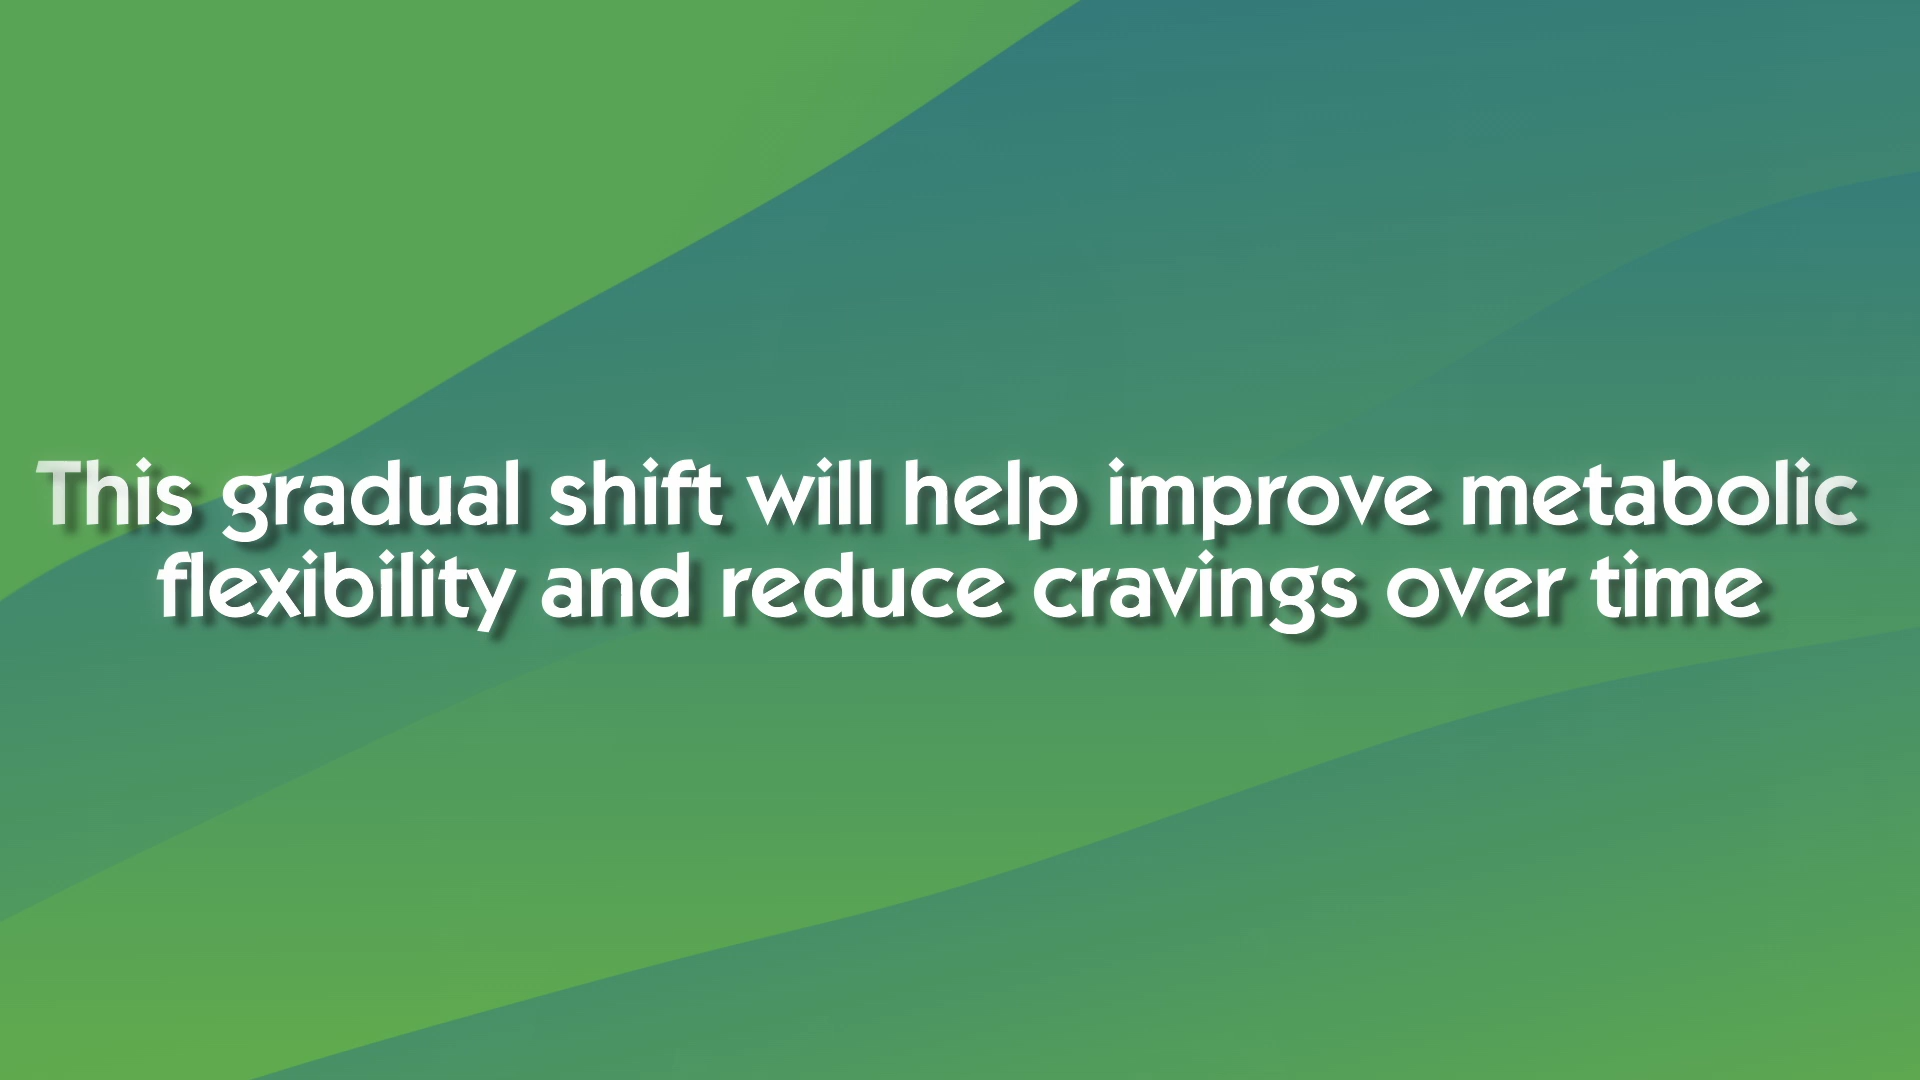 This gradual shift will help improve metabolic
flexibility and reduce cravings over time